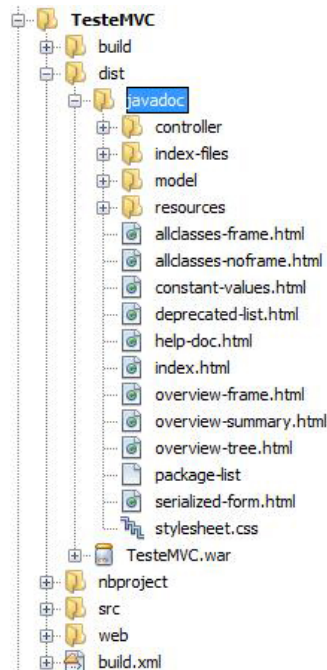 TesteMVC
build
dist
javadoc
controller
index-files
model
resources
allclasses-frame.html
allclasses-noframe.html
constant-values.html
deprecated-list.html
help-doc.html
index.html
overview-frame.html
overview-summary.html
overview-tree.html
package-list
serialized-form.html
stylesheet.css
TesteMVC.war
nbproject
src
web
build.xml